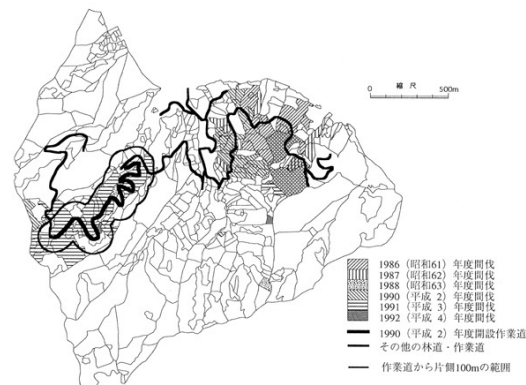 縮 尺
0 500m
1986（昭和61）年度間伐
1987（昭和62）年度間伐
1988（昭和63）年度間伐
1990（平成 2）年度間伐
1991（平成 3）年度間伐
1992（平成 4）年度間伐
1990（平成 2）年度開設作業道
その他の林道・作業道
作業道から片側100mの範囲